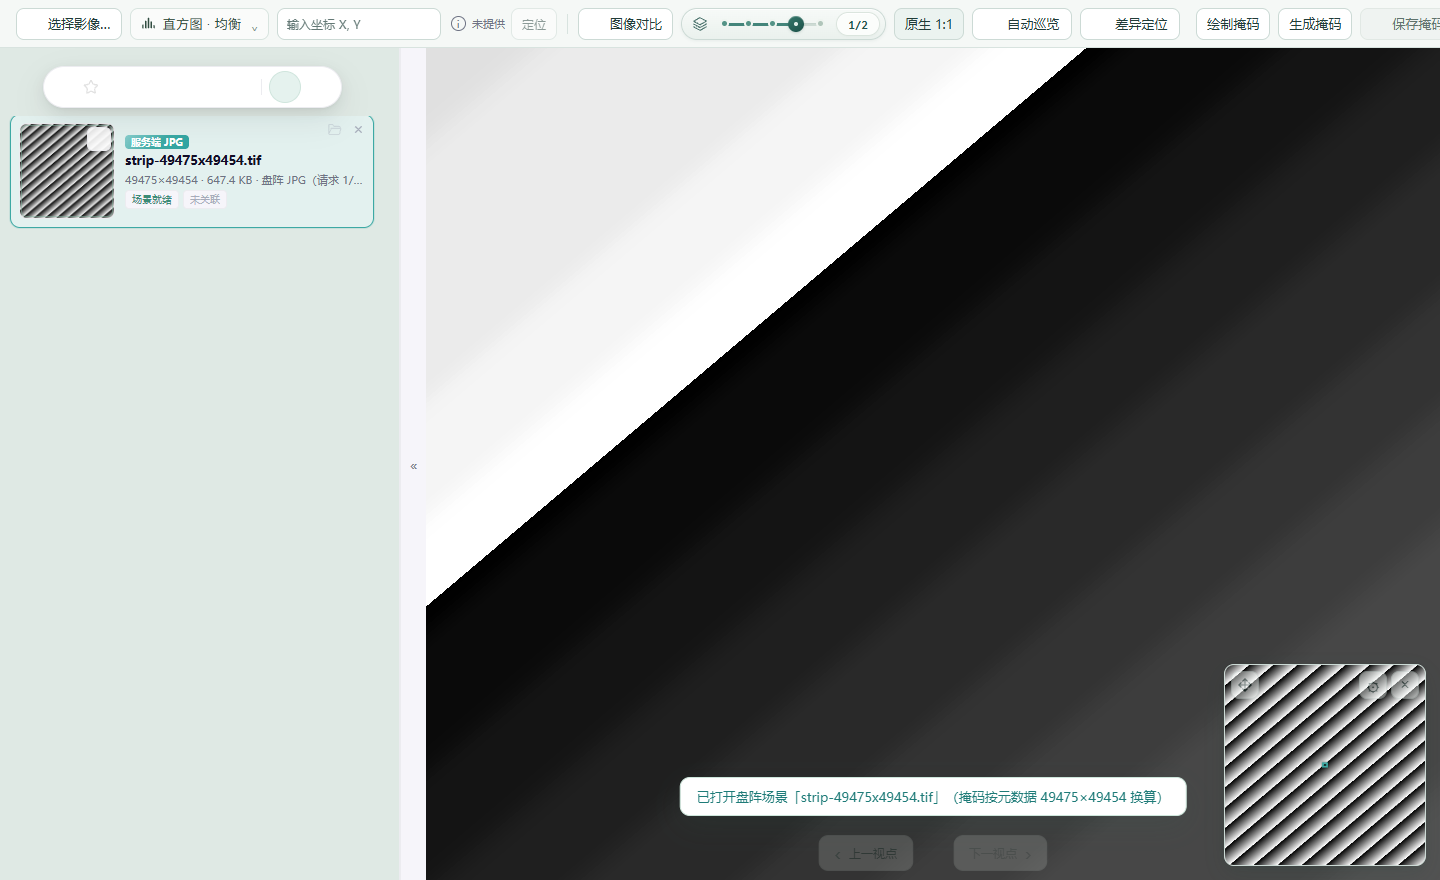 选择影像...
直方图 · 均衡
输入坐标 X, Y
未提供
定位
图像对比
1/2
原生 1:1
自动巡览
差异定位
绘制掩码
生成掩码
保存掩码
服务端 JPG
strip-49475x49454.tif
49475×49454 · 647.4 KB · 盘阵 JPG（请求 1/...
场景就绪
未关联
«
已打开盘阵场景「strip-49475x49454.tif」（掩码按元数据 49475×49454 换算）
‹ 上一视点
下一视点 ›